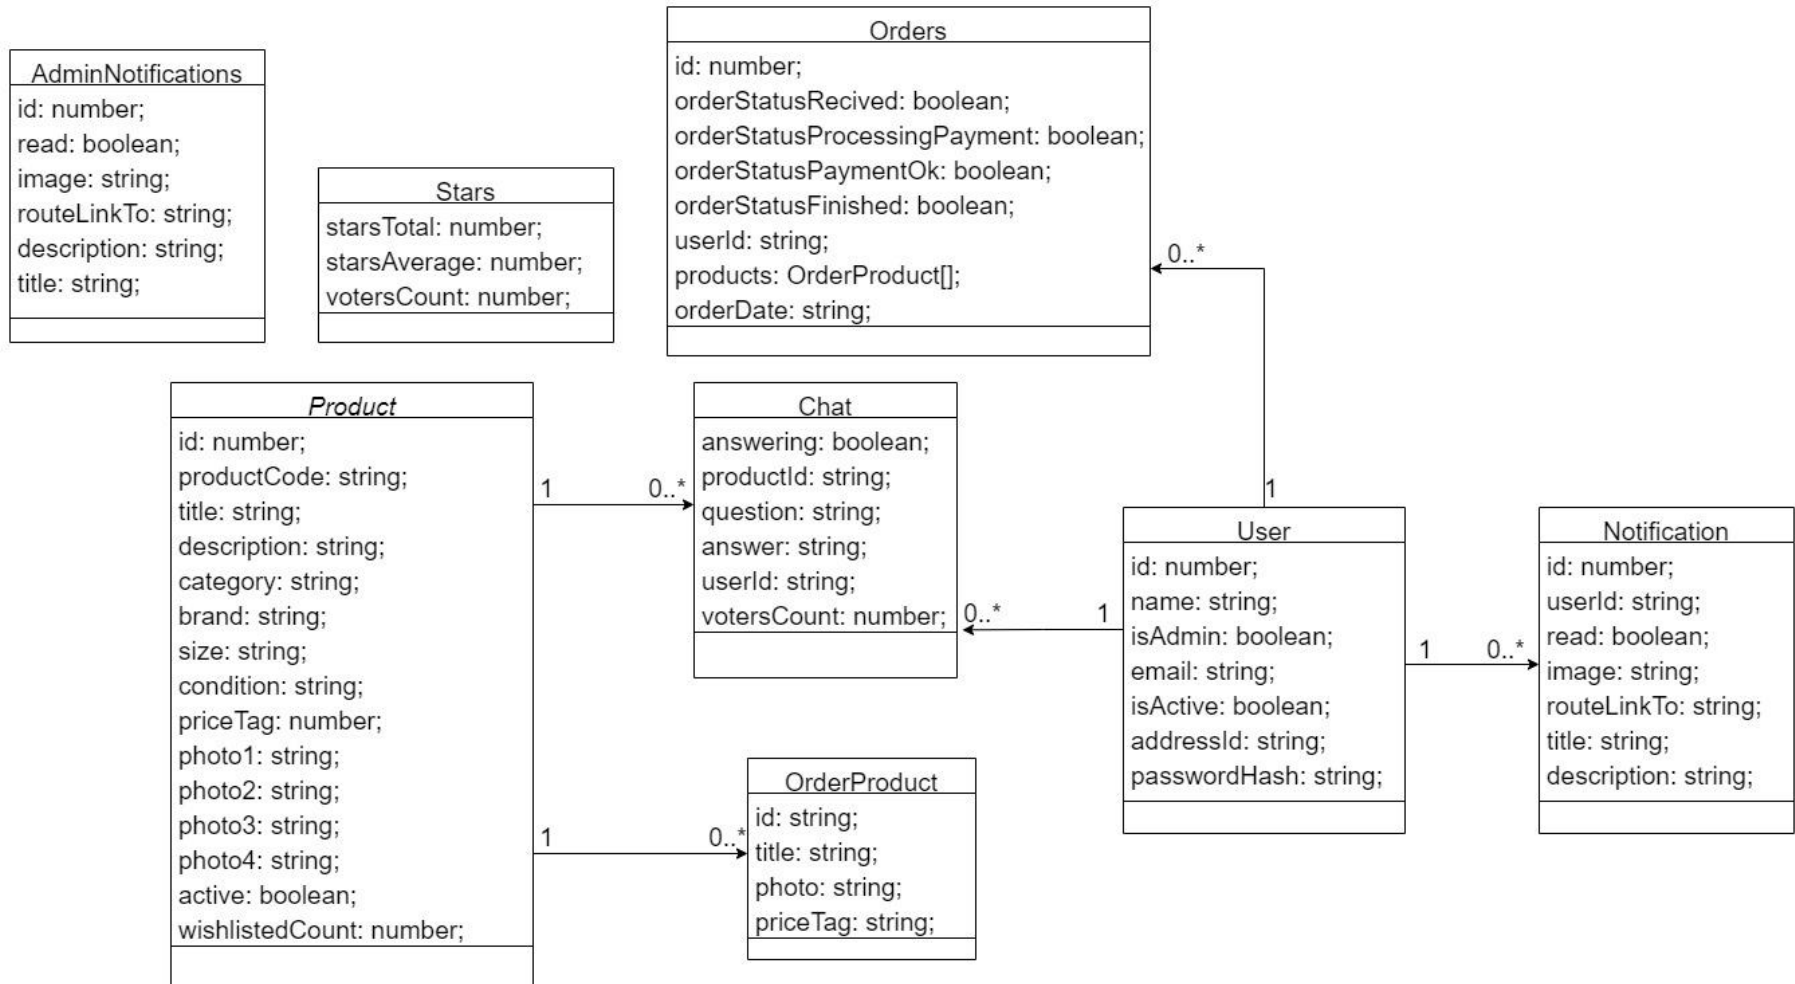 AdminNotifications
id: number;
read: boolean;
image: string;
routeLinkTo: string;
description: string;
title: string;
Stars
starsTotal: number;
starsAverage: number;
votersCount: number;
Orders
id: number;
orderStatusRecived: boolean;
orderStatusProcessingPayment: boolean;
orderStatusPaymentOk: boolean;
orderStatusFinished: boolean;
userId: string;
products: OrderProduct[];
orderDate: string;
0..*
1
Product
id: number;
productCode: string;
title: string;
description: string;
category: string;
brand: string;
size: string;
condition: string;
priceTag: number;
photo1: string;
photo2: string;
photo3: string;
photo4: string;
active: boolean;
wishlistedCount: number;
1
0..*
Chat
answering: boolean;
productId: string;
question: string;
answer: string;
userId: string;
votersCount: number;
0..*
1
1
0..*
OrderProduct
id: string;
title: string;
photo: string;
priceTag: string;
User
id: number;
name: string;
isAdmin: boolean;
email: string;
isActive: boolean;
addressId: string;
passwordHash: string;
1
0..*
Notification
id: number;
userId: string;
read: boolean;
image: string;
routeLinkTo: string;
title: string;
description: string;